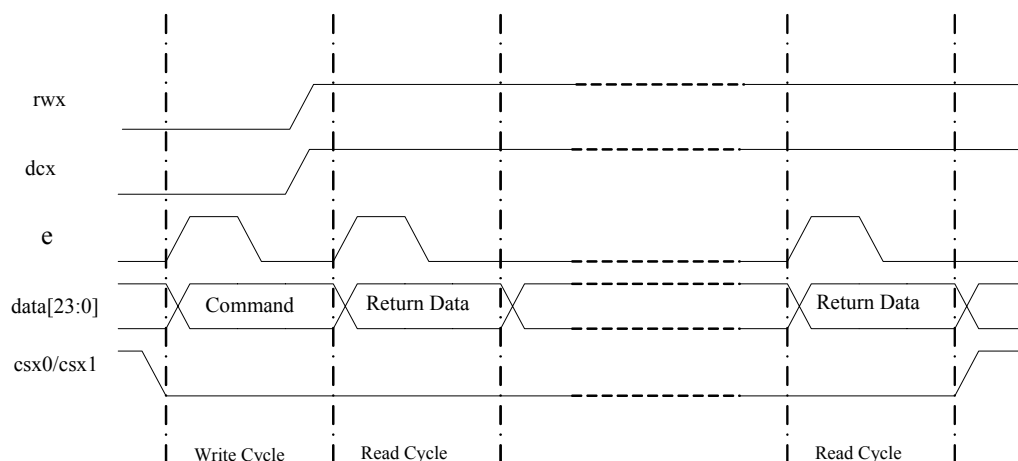 rwx
dcx
e
data[23:0] Command Return Data Return Data
csx0/csx1
Write Cycle Read Cycle Read Cycle